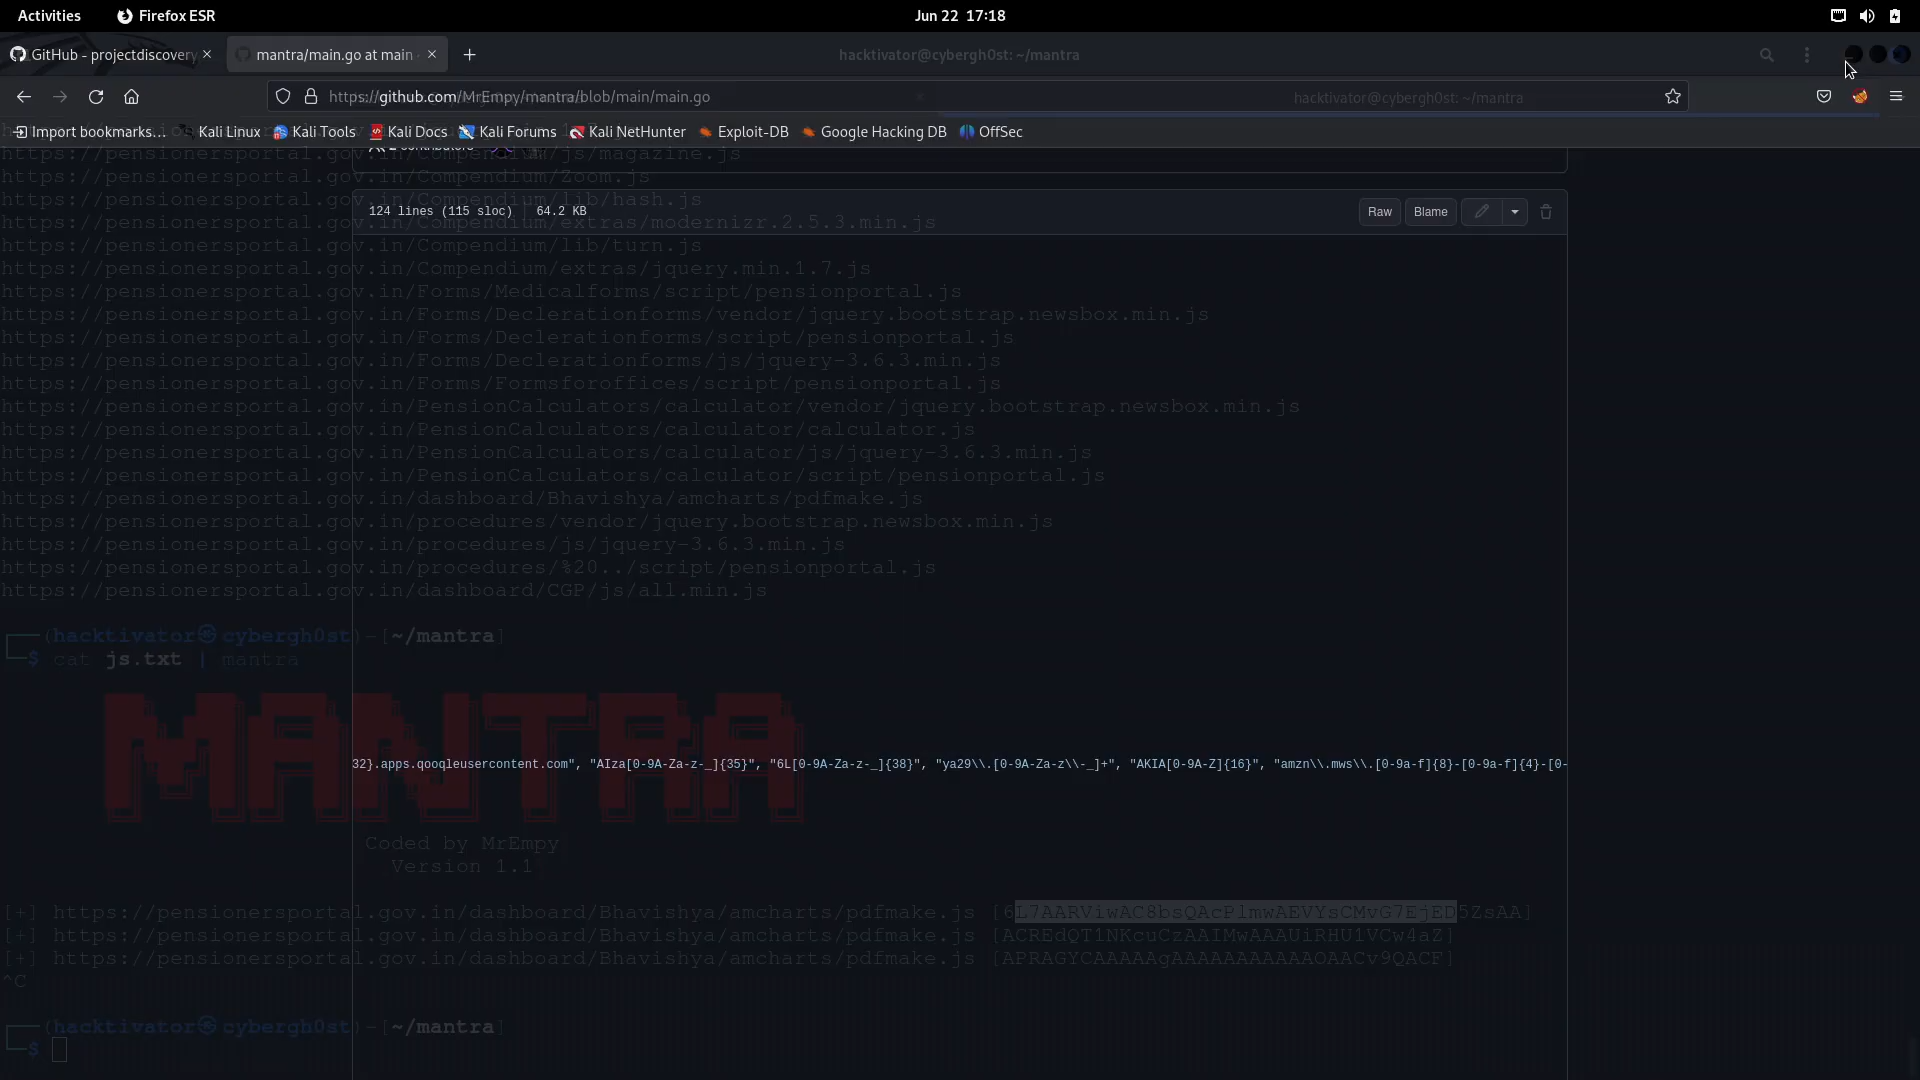 Activities
Firefox ESR
Jun 22 17:18
GitHub - projectdiscovery
mantra/main.go at main
hacktivator@cybergh0st: ~/mantra
https://github.com/MrEmpy/mantra/blob/main/main.go
hacktivator@cybergh0st: ~/mantra
Import bookmarks...
Kali Linux
Kali Tools
Kali Docs
Kali Forums
Kali NetHunter
Exploit-DB
Google Hacking DB
OffSec
2 contributors
https://pensionersportal.gov.in/Compendium/js/magazine.js
https://pensionersportal.gov.in/Compendium/Zoom.js
https://pensionersportal.gov.in/Compendium/lib/hash.js
124 lines (115 sloc)
64.2 KB
Raw
Blame
https://pensionersportal.gov.in/Compendium/extras/modernizr.2.5.3.min.js
https://pensionersportal.gov.in/Compendium/lib/turn.js
https://pensionersportal.gov.in/Compendium/extras/jquery.min.1.7.js
https://pensionersportal.gov.in/Forms/Medicalforms/script/pensionportal.js
https://pensionersportal.gov.in/Forms/Declerationforms/vendor/jquery.bootstrap.newsbox.min.js
https://pensionersportal.gov.in/Forms/Declerationforms/script/pensionportal.js
https://pensionersportal.gov.in/Forms/Declerationforms/js/jquery-3.6.3.min.js
https://pensionersportal.gov.in/Forms/Formsforoffices/script/pensionportal.js
https://pensionersportal.gov.in/PensionCalculators/calculator/vendor/jquery.bootstrap.newsbox.min.js
https://pensionersportal.gov.in/PensionCalculators/calculator/calculator.js
https://pensionersportal.gov.in/PensionCalculators/calculator/js/jquery-3.6.3.min.js
https://pensionersportal.gov.in/PensionCalculators/calculator/script/pensionportal.js
https://pensionersportal.gov.in/dashboard/Bhavishya/amcharts/pdfmake.js
https://pensionersportal.gov.in/procedures/vendor/jquery.bootstrap.newsbox.min.js
https://pensionersportal.gov.in/procedures/js/jquery-3.6.3.min.js
https://pensionersportal.gov.in/procedures/%20../script/pensionportal.js
https://pensionersportal.gov.in/dashboard/CGP/js/all.min.js
(hacktivator㉿cybergh0st)-[~/mantra]
$ cat js.txt | mantra
MANTRA
32}.apps.qooqleusercontent.com", "AIza[0-9A-Za-z-_]{35}", "6L[0-9A-Za-z-_]{38}", "ya29\\.[0-9A-Za-z\\-_]+", "AKIA[0-9A-Z]{16}", "amzn\\.mws\\.[0-9a-f]{8}-[0-9a-f]{4}-[0-
Coded by MrEmpy
Version 1.1
[+] https://pensionersportal.gov.in/dashboard/Bhavishya/amcharts/pdfmake.js [6L7AARViwAC8bsQAcPlmwAEVYsCMvG7EjED5ZsAA]
[+] https://pensionersportal.gov.in/dashboard/Bhavishya/amcharts/pdfmake.js [ACREdQT1NKcuCzAAIMwAAAUiRHU1VCw4aZ]
[+] https://pensionersportal.gov.in/dashboard/Bhavishya/amcharts/pdfmake.js [APRAGYCAAAAAgAAAAAAAAAAAOAACv9QACF]
^C
(hacktivator㉿cybergh0st)-[~/mantra]
$